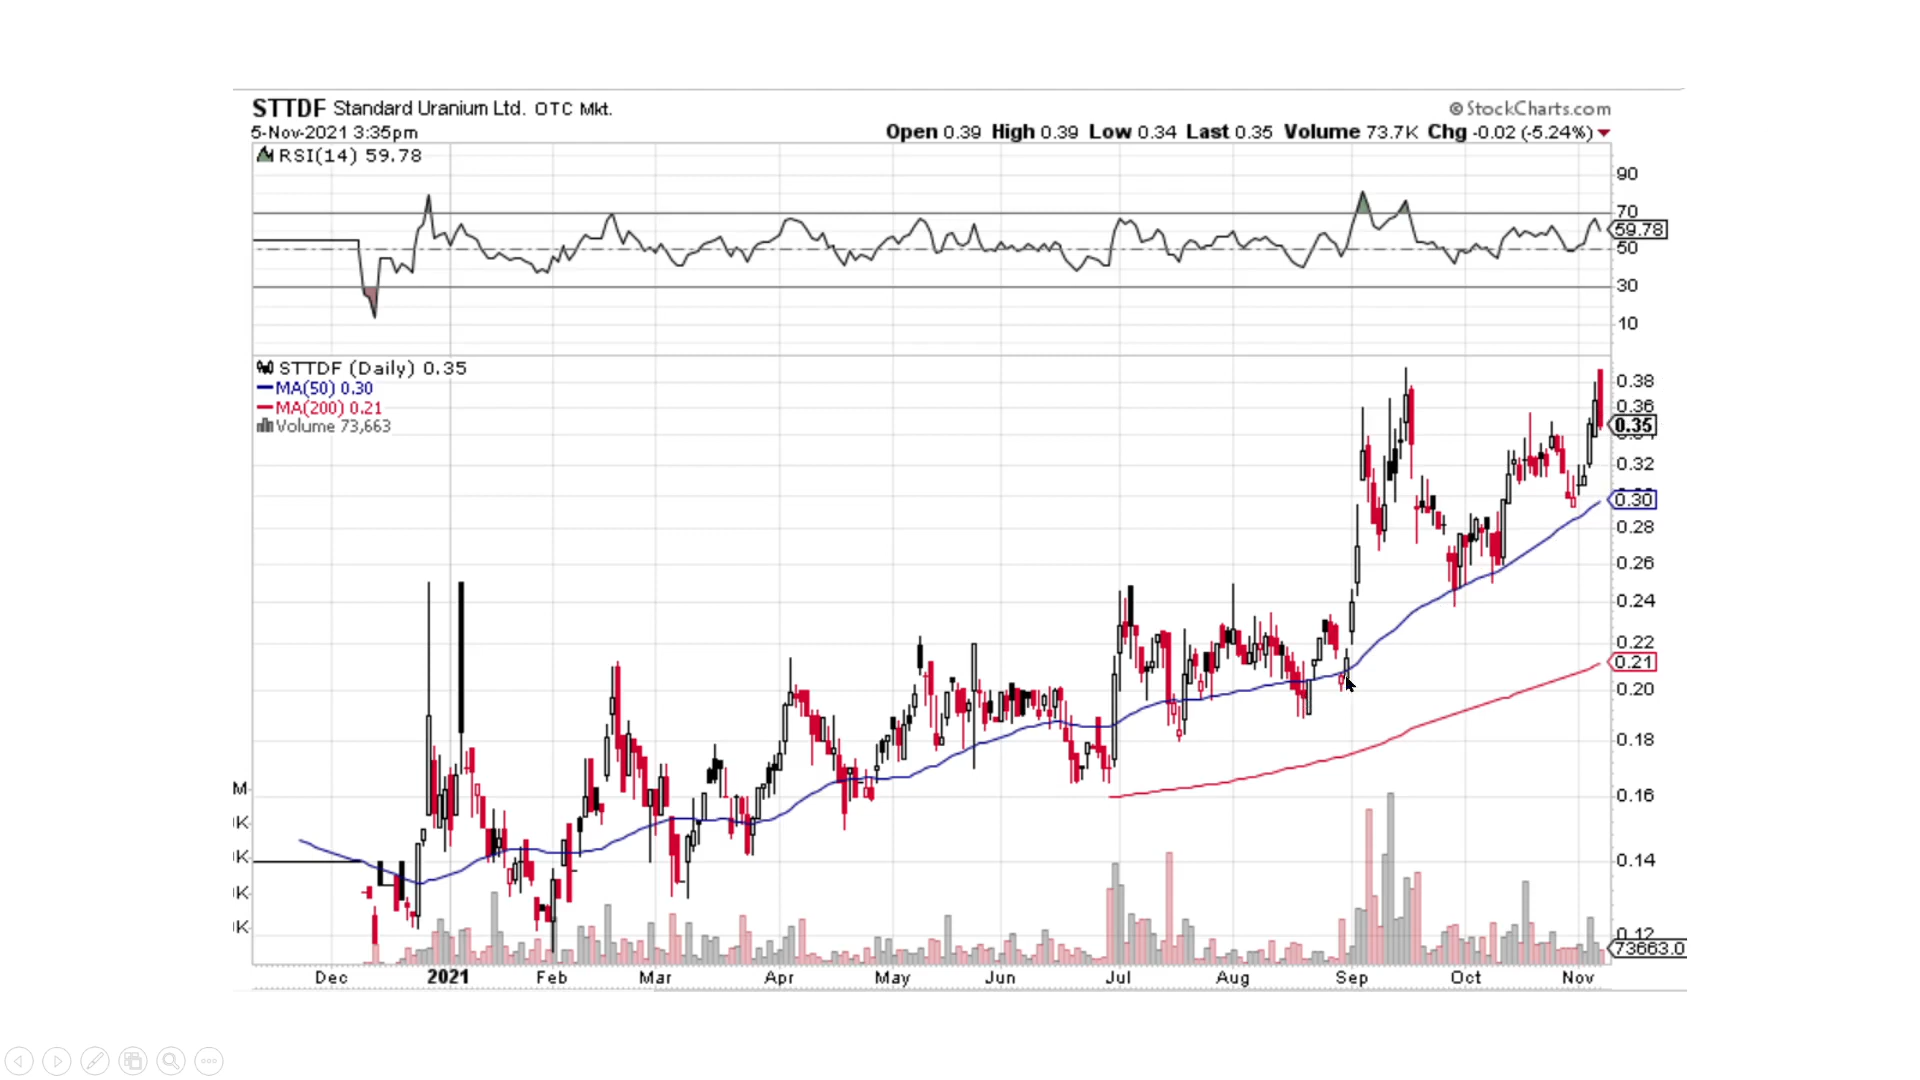 STTDF Standard Uranium Ltd. OTC Mkt.
© StockCharts.com
5-Nov-2021 3:35pm
Open 0.39 High 0.39 Low 0.34 Last 0.35 Volume 73.7K Chg -0.02 (-5.24%)
RSI(14) 59.78
90
70
59.78
50
30
10
STTDF (Daily) 0.35
MA(50) 0.30
MA(200) 0.21
Volume 73,663
0.38
0.36
0.35
0.32
0.30
0.28
0.26
0.24
0.22
0.21
0.20
0.18
0.16
0.14
0.12
73663.0
M
K
K
K
K
Dec 2021 Feb Mar Apr May Jun Jul Aug Sep Oct Nov